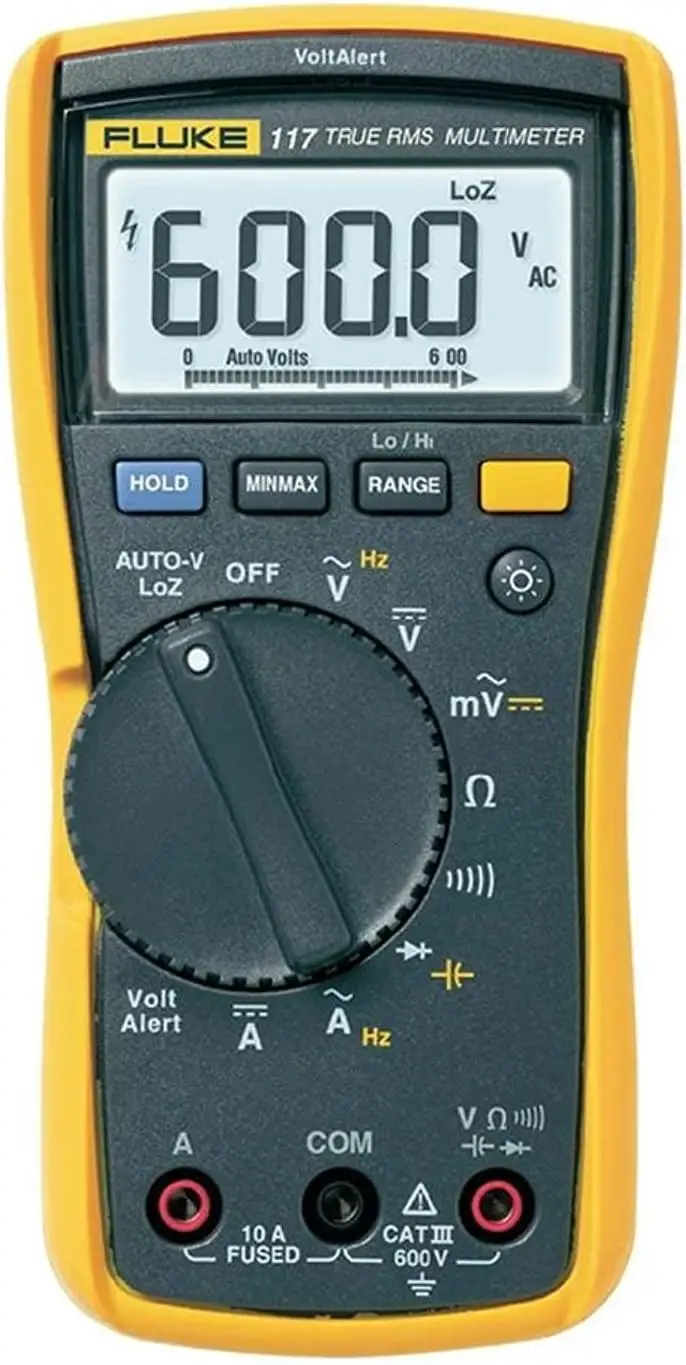 VoltAlert
FLUKE 117 TRUE RMS MULTIMETER
LoZ
600.0 V
AC
0 Auto Volts 6 00
Lo / Hi
HOLD MINMAX RANGE
AUTO-V
LoZ
OFF
V Hz
V
mV
Ω
Volt
Alert
A
A Hz
A COM V Ω
10 A
FUSED
CAT III
600 V